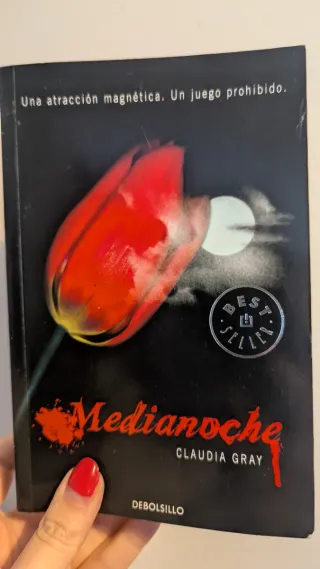 Una atracción magnética. Un juego prohibido.
BEST
SELLER
Medianoche
CLAUDIA GRAY
DEBOLSILLO